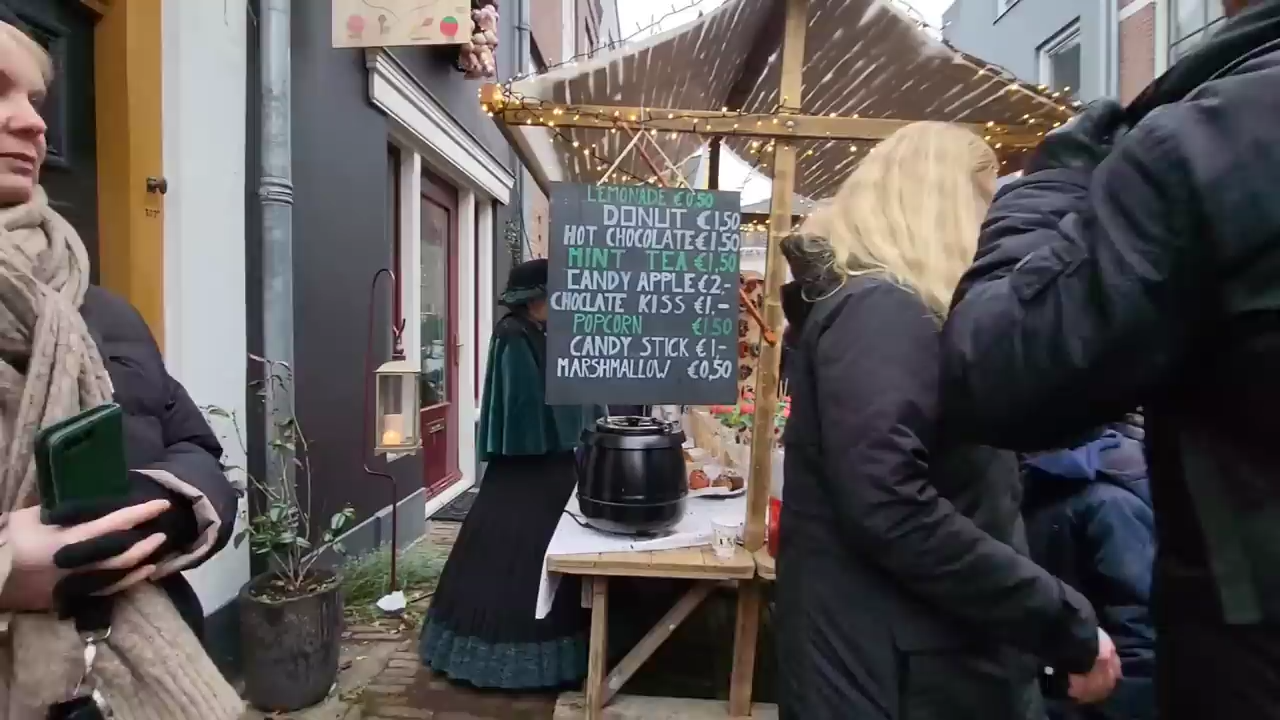 LEMONADE €0.50
DONUT €1,50
HOT CHOCOLATE €1,50
MINT TEA €1,50
CANDY APPLE €2,-
CHOCLATE KISS €1,-
POPCORN €1.50
CANDY STICK €1-
MARSHMALLOW €0,50